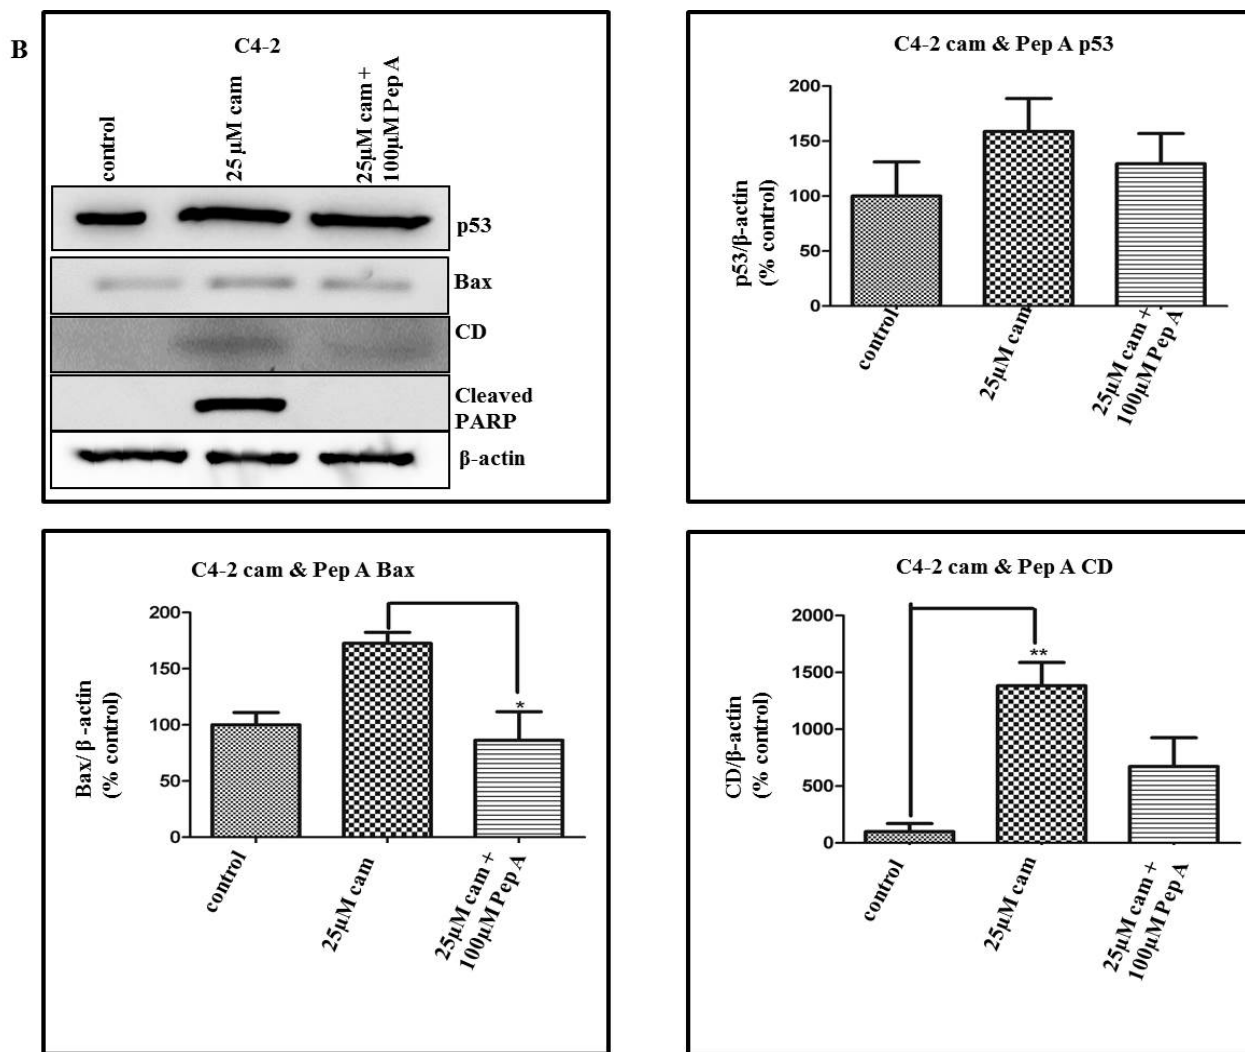 B
C4-2
control
25 µM cam
25µM cam +
100µM Pep A
p53
Bax
CD
Cleaved
PARP
β-actin
C4-2 cam & Pep A p53
p53/β-actin
(% control)
200
150
100
50
0
control
25µM cam
25µM cam +
100µM Pep A
C4-2 cam & Pep A Bax
Bax/ β -actin
(% control)
200
150
100
50
0
*
control
25µM cam
25µM cam +
100µM Pep A
C4-2 cam & Pep A CD
CD/β-actin
(% control)
2000
1500
1000
500
0
**
control
25µM cam
25µM cam +
100µM Pep A